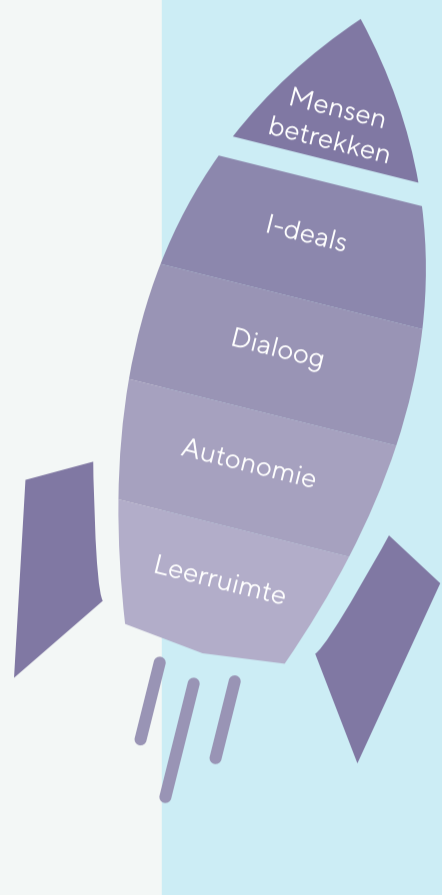 Mensen
betrekken
I-deals
Dialoog
Autonomie
Leerruimte